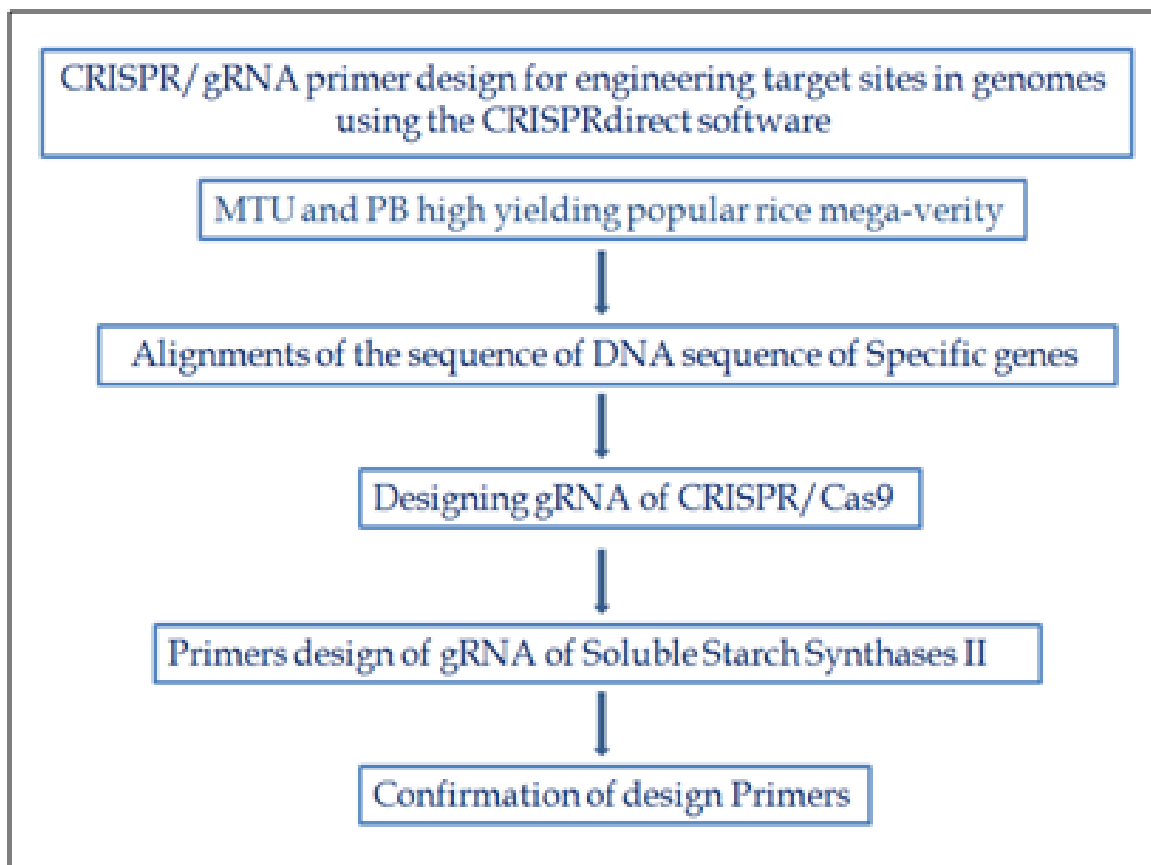 CRISPR/gRNA primer design for engineering target sites in genomes
using the CRISPRdirect software
MTU and PB high yielding popular rice mega-verity
Alignments of the sequence of DNA sequence of Specific genes
Designing gRNA of CRISPR/Cas9
Primers design of gRNA of Soluble Starch Synthases II
Confirmation of design Primers